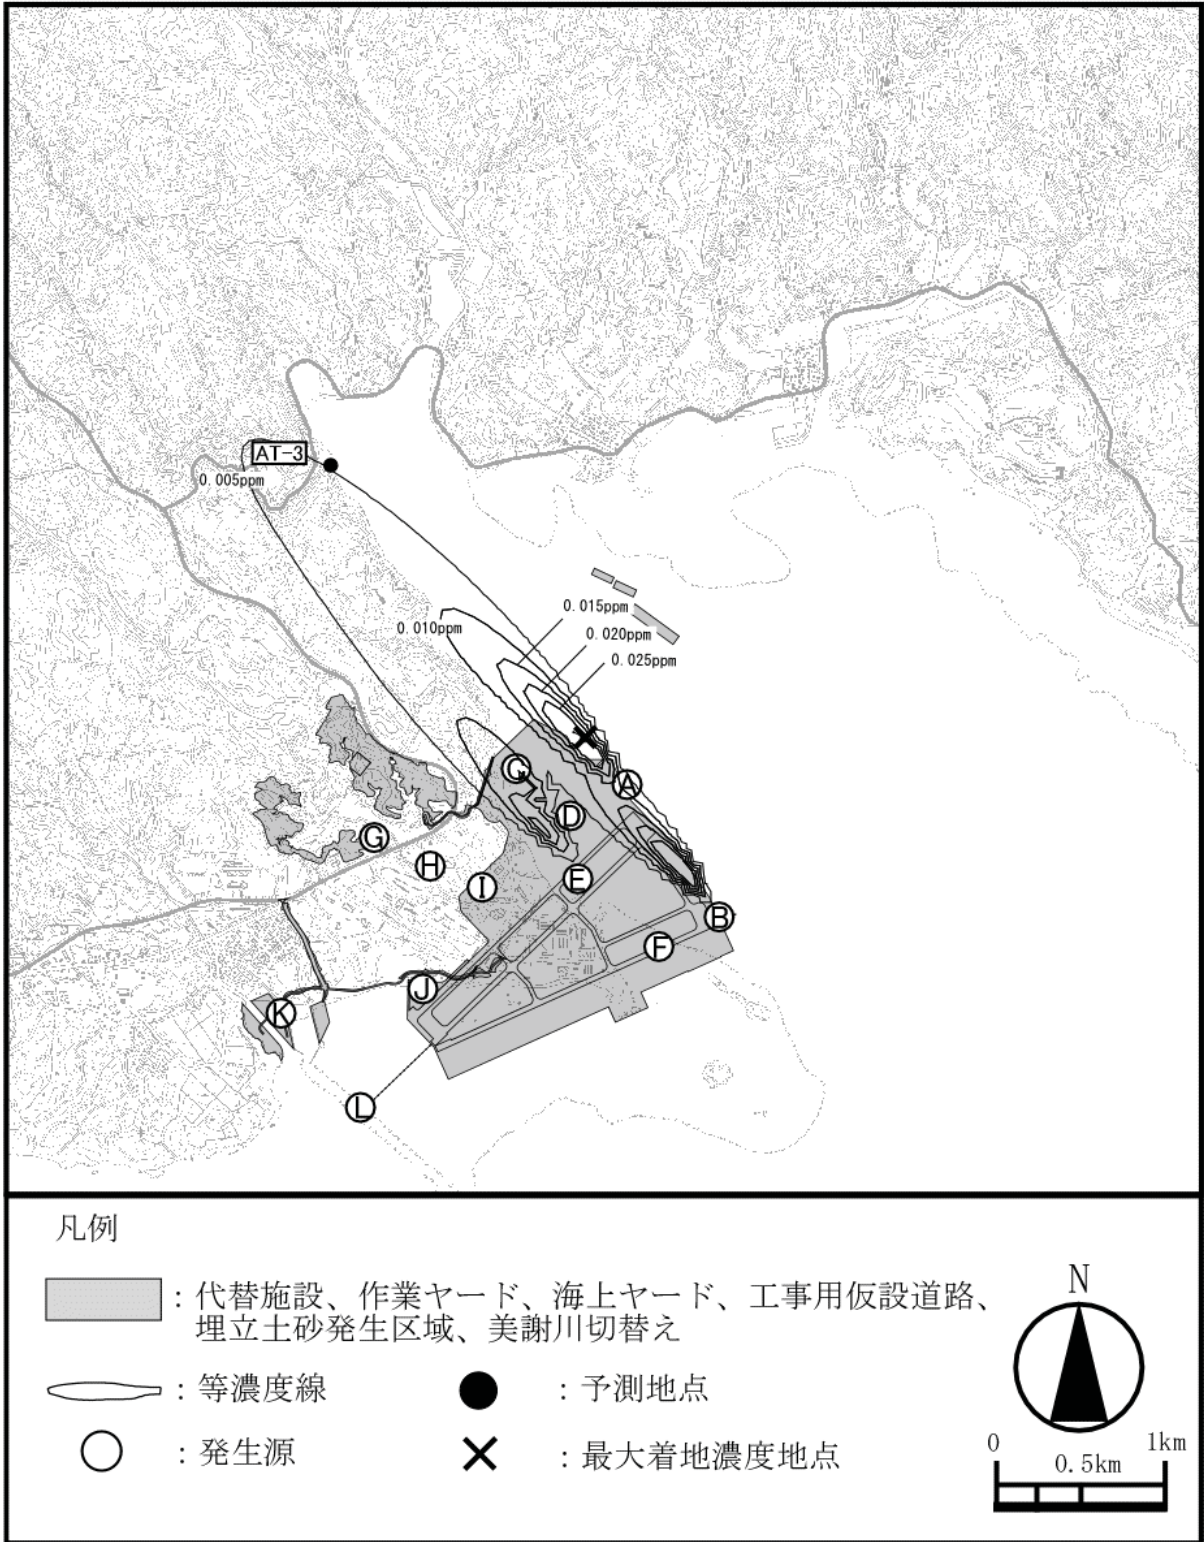 AT-3
0.005ppm
0.015ppm
0.010ppm
0.020ppm
0.025ppm
C
A
D
G
H
E
I
B
F
J
K
L
凡例
：代替施設、作業ヤード、海上ヤード、工事用仮設道路、
埋立土砂発生区域、美謝川切替え
：等濃度線
：予測地点
：発生源
：最大着地濃度地点
N
0
1km
0.5km